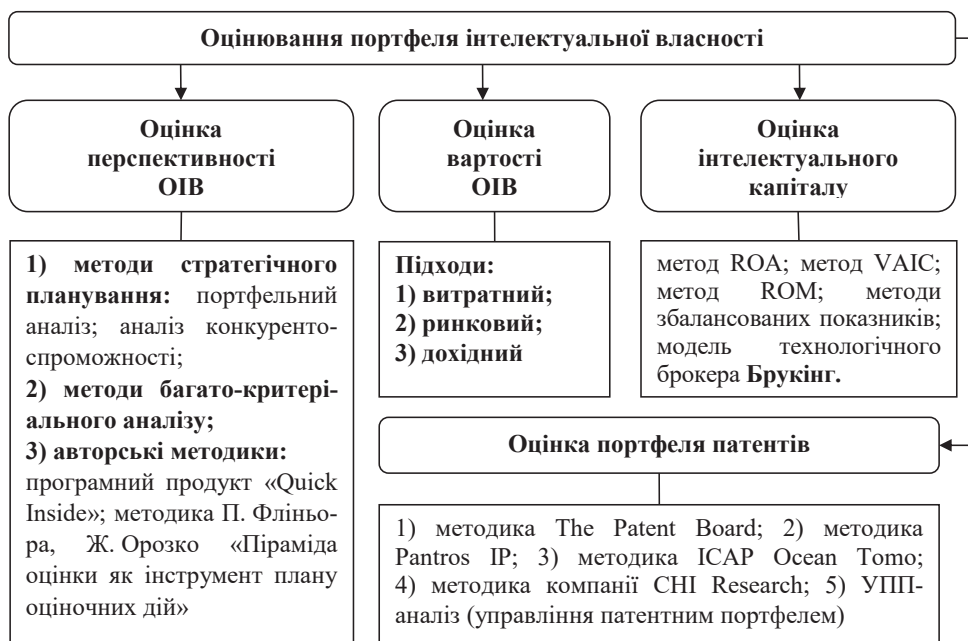 Оцінювання портфеля інтелектуальної власності
Оцінка
перспективності
ОІВ
Оцінка
вартості
ОІВ
Оцінка
інтелектуального
капіталу
1) методи стратегічного
планування: портфельний
аналіз; аналіз конкуренто-
спроможності;
2) методи багато-критері-
ального аналізу;
3) авторські методики:
програмний продукт «Quick
Inside»; методика П. Фліньо-
ра, Ж. Орозко «Піраміда
оцінки як інструмент плану
оціночних дій»
Підходи:
1) витратний;
2) ринковий;
3) дохідний
метод ROA; метод VAIC;
метод ROM; методи
збалансованих показників;
модель технологічного
брокера Брукінг.
Оцінка портфеля патентів
1) методика The Patent Board; 2) методика
Pantros IP; 3) методика ICAP Ocean Tomo;
4) методика компанії CHI Research; 5) УПП-
аналіз (управління патентним портфелем)